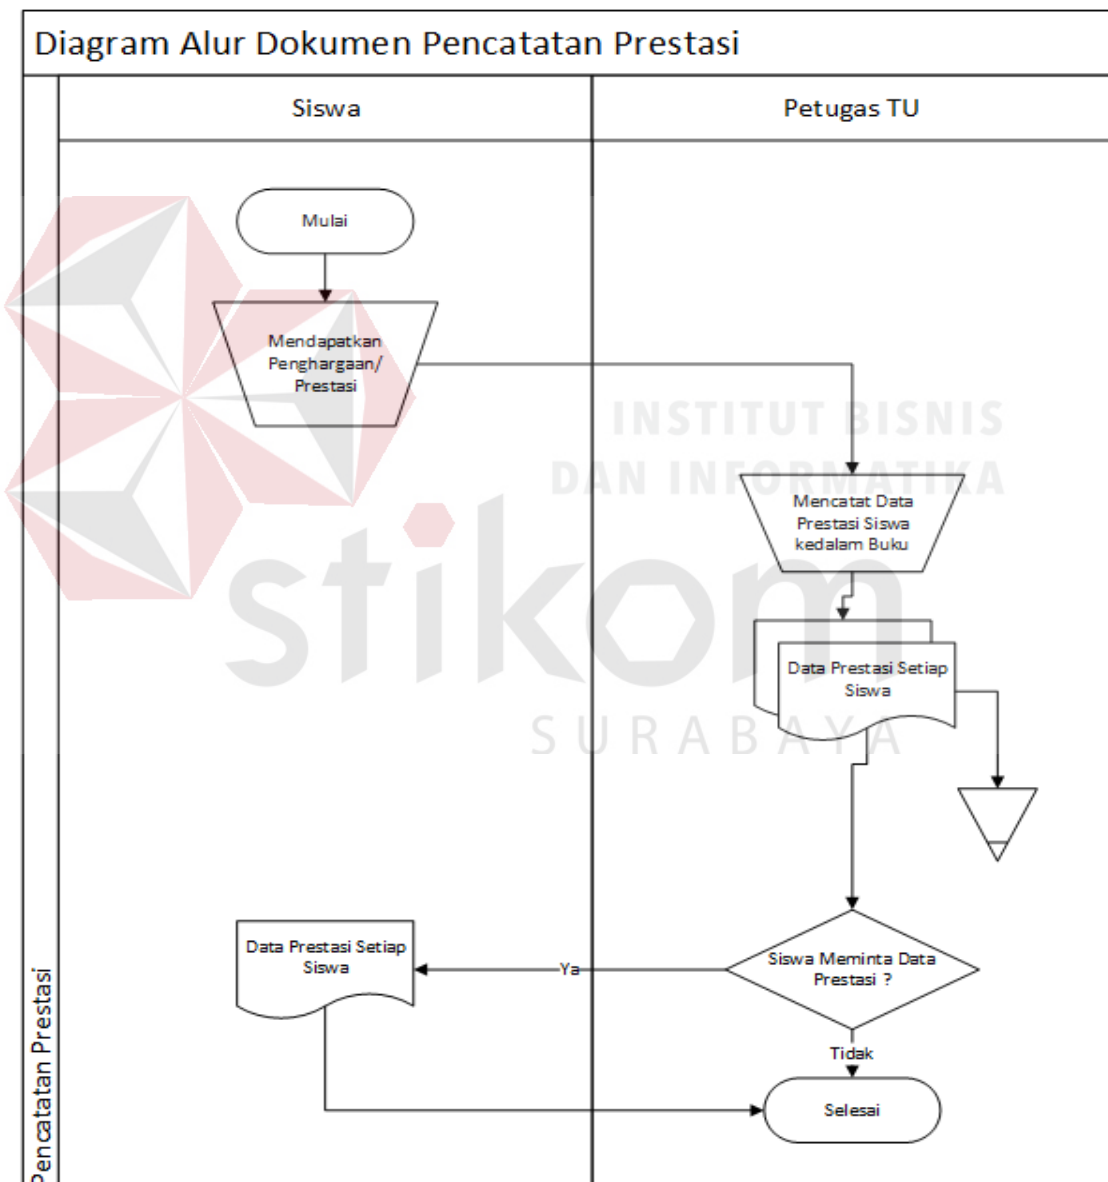 Diagram Alur Dokumen Pencatatan Prestasi
Siswa
Petugas TU
Mulai
Mendapatkan
Penghargaan/
Prestasi
INSTITUT BISNIS
DAN INFORMATIKA
Mencatat Data
Prestasi Siswa
kedalam Buku
stikom
Data Prestasi Setiap
Siswa
SURABAYA
Data Prestasi Setiap
Siswa
Ya
Siswa Meminta Data
Prestasi ?
Tidak
Selesai
Pencatatan Prestasi